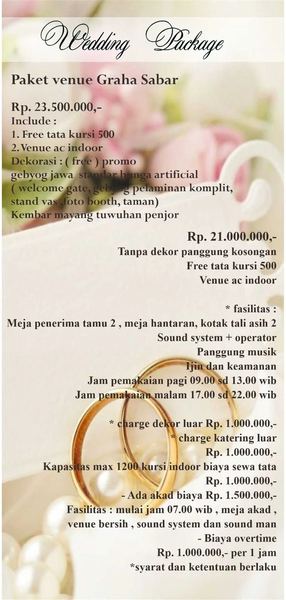 Wedding Package
Paket venue Graha Sabar
Rp. 23.500.000,-
Include :
1. Free tata kursi 500
2. Venue ac indoor
Dekorasi : ( free ) promo
gebyog jawa standar bunga artificial
( welcome gate, gebyog pelaminan komplit,
stand vas ,foto booth, taman)
Kembar mayang tuwuhan penjor
Rp. 21.000.000,-
Tanpa dekor panggung kosongan
Free tata kursi 500
Venue ac indoor
* fasilitas :
Meja penerima tamu 2 , meja hantaran, kotak tali asih 2
Sound system + operator
Panggung musik
Ijin dan keamanan
Jam pemakaian pagi 09.00 sd 13.00 wib
Jam pemakaian malam 17.00 sd 22.00 wib
* charge dekor luar Rp. 1.000.000,-
* charge katering luar
Rp. 1.000.000,-
Kapasitas max 1200 kursi indoor biaya sewa tata
Rp. 1.000.000,-
- Ada akad biaya Rp. 1.500.000,-
Fasilitas : mulai jam 07.00 wib , meja akad ,
venue bersih , sound system dan sound man
- Biaya overtime
Rp. 1.000.000,- per 1 jam
*syarat dan ketentuan berlaku